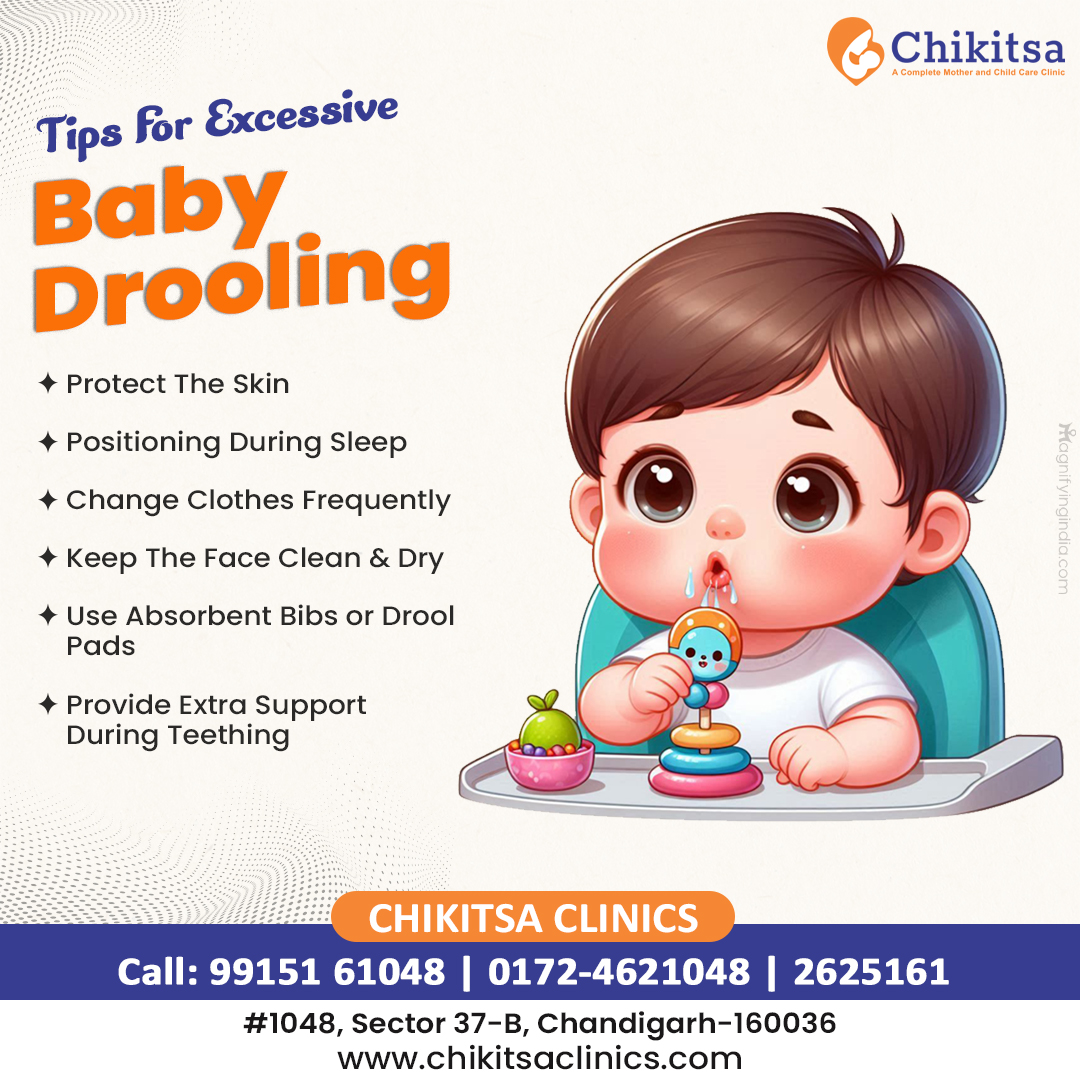 Chikitsa
A Complete Mother and Child Care Clinic
Tips For Excessive
Baby
Drooling
✦ Protect The Skin
✦ Positioning During Sleep
✦ Change Clothes Frequently
✦ Keep The Face Clean & Dry
✦ Use Absorbent Bibs or Drool
Pads
✦ Provide Extra Support
During Teething
Magnifyingindia.com
CHIKITSA CLINICS
Call: 99151 61048 | 0172-4621048 | 2625161
#1048, Sector 37-B, Chandigarh-160036
www.chikitsaclinics.com